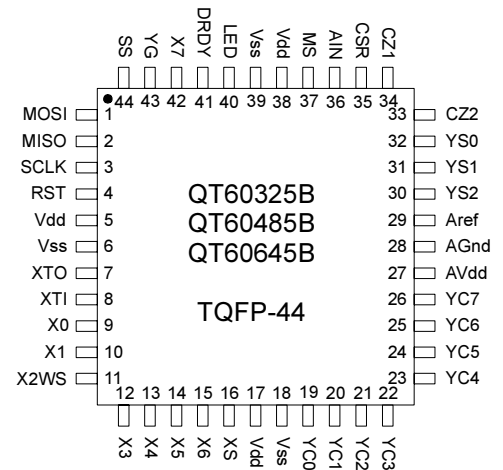 SS YG X7 DRDY LED Vss Vdd MS AIN CSR CZ1
44 43 42 41 40 39 38 37 36 35 34
MOSI 1
MISO 2
SCLK 3
RST 4
Vdd 5
Vss 6
XTO 7
XTI 8
X0 9
X1 10
X2WS 11
QT60325B
QT60485B
QT60645B
TQFP-44
33 CZ2
32 YS0
31 YS1
30 YS2
29 Aref
28 AGnd
27 AVdd
26 YC7
25 YC6
24 YC5
23 YC4
12 13 14 15 16 17 18 19 20 21 22
X3 X4 X5 X6 XS Vdd Vss YC0 YC1 YC2 YC3